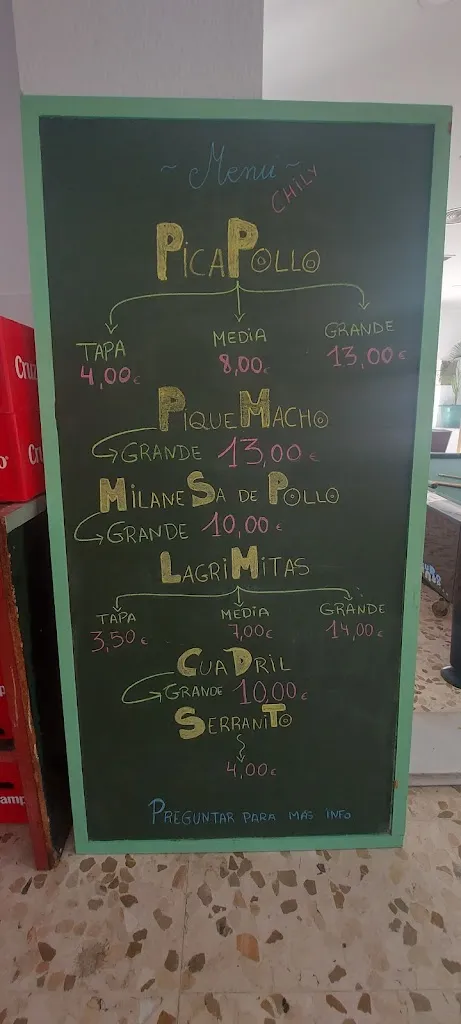 ~ Menu ~
CHILY
PICAPOLLO
TAPA MEDIA GRANDE
4,00€ 8,00€ 13,00€
PIQUE MACHO
GRANDE 13,00€
MILANESA DE POLLO
GRANDE 10,00€
LAGRIMITAS
TAPA MEDIA GRANDE
3,50€ 7,00€ 14,00€
CUADRIL
GRANDE 10,00€
SERRANITO
4,00€
PREGUNTAR PARA MAS INFO